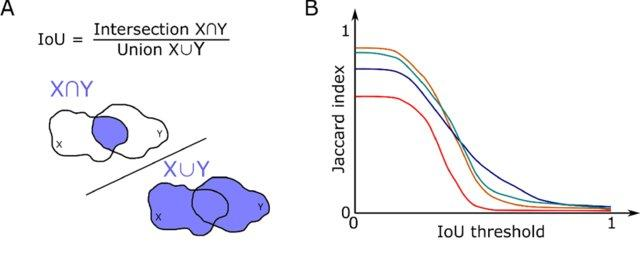 A
IoU = Intersection X∩Y
Union X∪Y
X∩Y
X
Y
X∪Y
X
Y
B
1
Jaccard index
0
0
IoU threshold
1